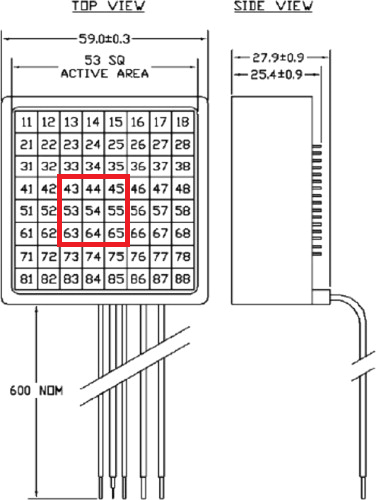 TOP VIEW
SIDE VIEW
59.0±0.3
53 SQ
ACTIVE AREA
27.9±0.9
25.4±0.9
11 12 13 14 15 16 17 18
21 22 23 24 25 26 27 28
31 32 33 34 35 36 37 38
41 42 43 44 45 46 47 48
51 52 53 54 55 56 57 58
61 62 63 64 65 66 67 68
71 72 73 74 75 76 77 78
81 82 83 84 85 86 87 88
600 NOM